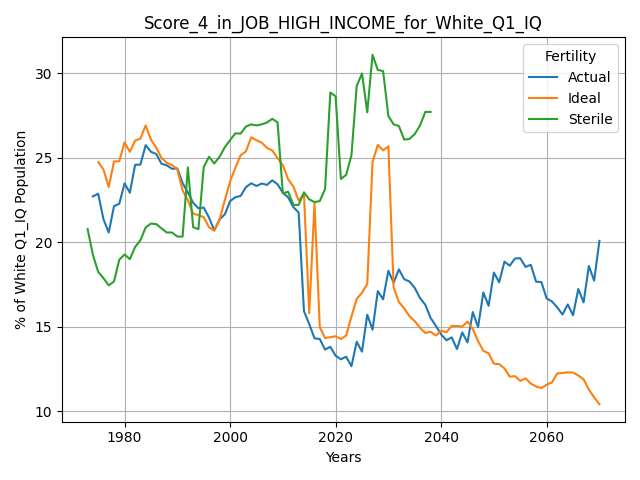 Score_4_in_JOB_HIGH_INCOME_for_White_Q1_IQ
Fertility
Actual
Ideal
Sterile
% of White Q1_IQ Population
30
25
20
15
10
1980 2000 2020 2040 2060
Years